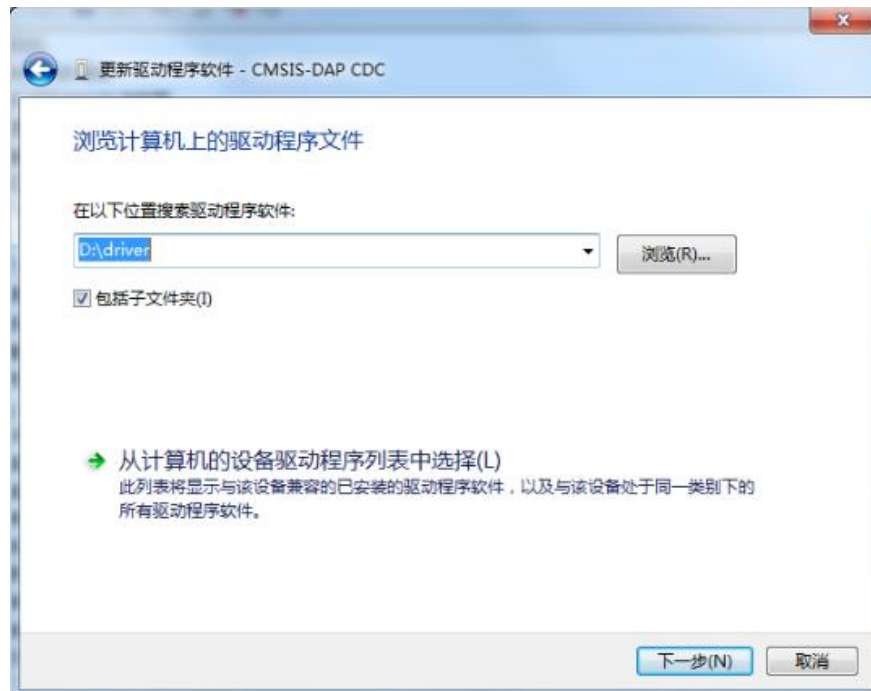 更新驱动程序软件 - CMSIS-DAP CDC
浏览计算机上的驱动程序文件
在以下位置搜索驱动程序软件:
D:\driver
浏览(R)...
包括子文件夹(I)
从计算机的设备驱动程序列表中选择(L)
此列表将显示与该设备兼容的已安装的驱动程序软件，以及与该设备处于同一类别下的
所有驱动程序软件。
下一步(N)
取消